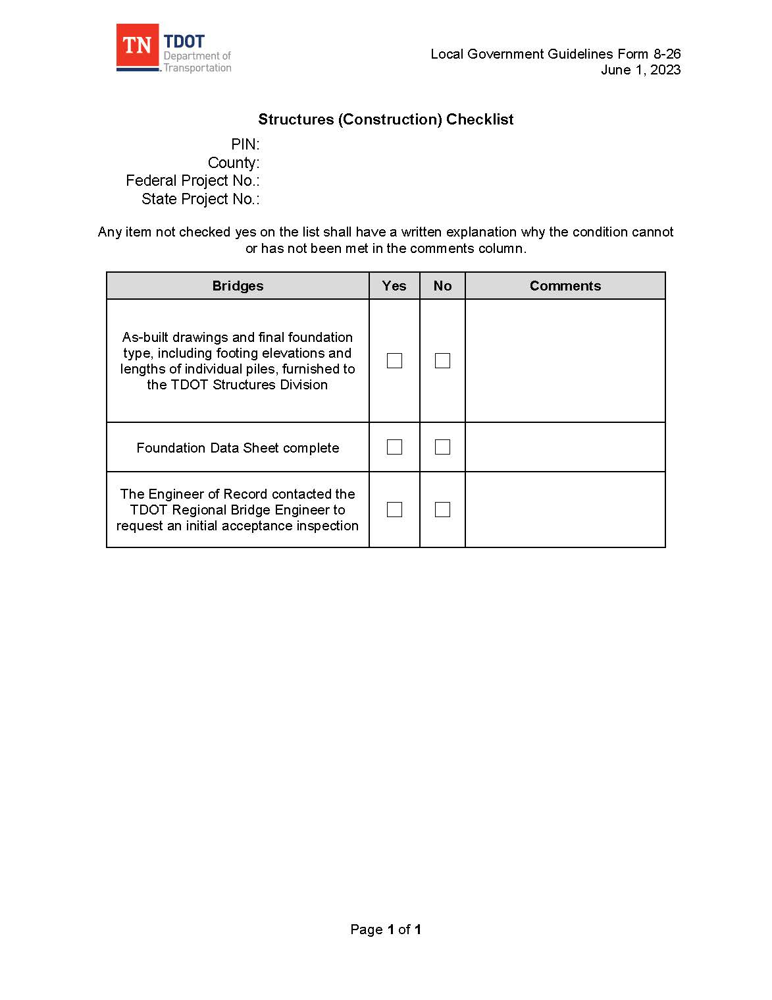 TN TDOT
Department of
Transportation
Local Government Guidelines Form 8-26
June 1, 2023
Structures (Construction) Checklist
PIN:
County:
Federal Project No.:
State Project No.:
Any item not checked yes on the list shall have a written explanation why the condition cannot
or has not been met in the comments column.
Bridges Yes No Comments
As-built drawings and final foundation
type, including footing elevations and
lengths of individual piles, furnished to
the TDOT Structures Division
Foundation Data Sheet complete
The Engineer of Record contacted the
TDOT Regional Bridge Engineer to
request an initial acceptance inspection
Page 1 of 1